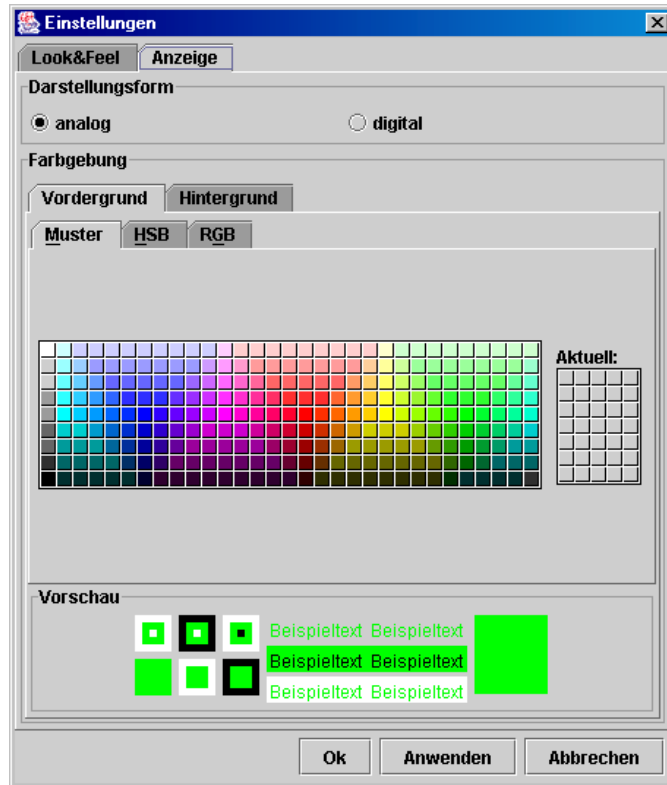 Einstellungen
Look&Feel Anzeige
Darstellungsform
analog digital
Farbgebung
Vordergrund Hintergrund
Muster HSB RGB
Aktuell:
Vorschau
Beispieltext Beispieltext
Beispieltext Beispieltext
Beispieltext Beispieltext
Ok Anwenden Abbrechen